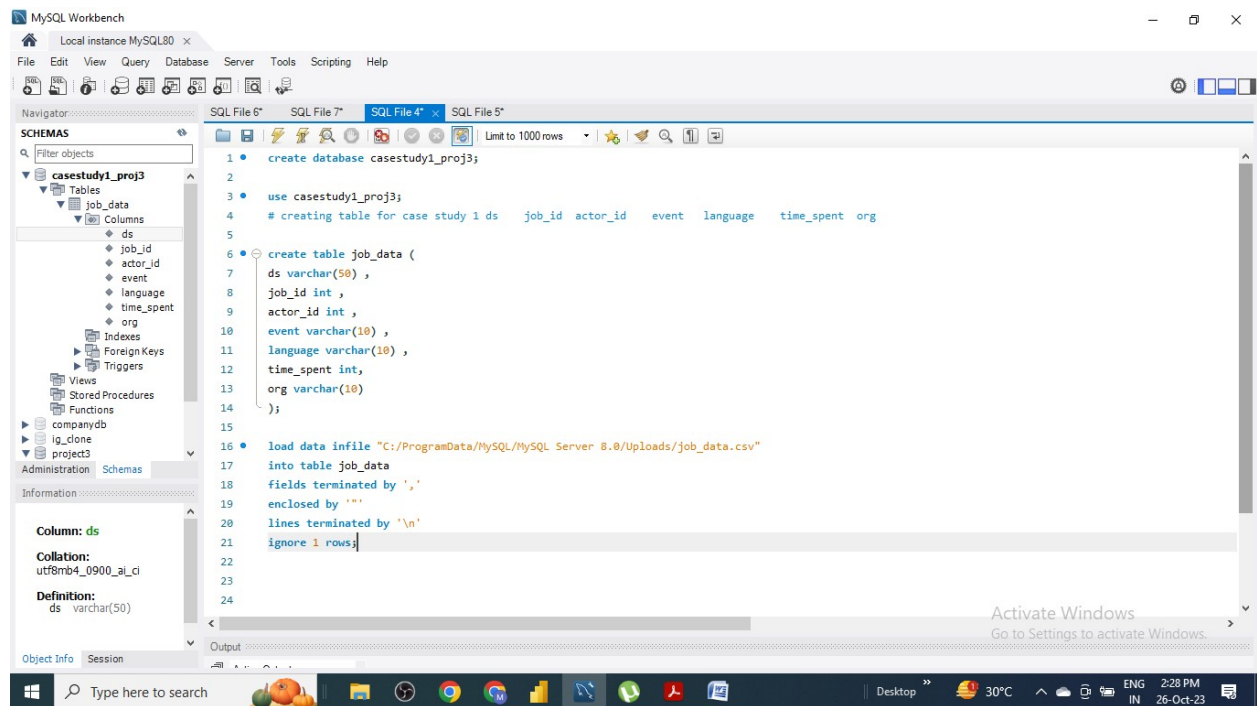 MySQL Workbench
Local instance MySQL80
File Edit View Query Database Server Tools Scripting Help
Navigator
SQL File 6* SQL File 7* SQL File 4* SQL File 5*
SCHEMAS
Limit to 1000 rows
Filter objects
casestudy1_proj3
Tables
job_data
Columns
ds
job_id
actor_id
event
language
time_spent
org
Indexes
Foreign Keys
Triggers
Views
Stored Procedures
Functions
companydb
ig_clone
project3
Administration Schemas
Information
Column: ds
Collation:
utf8mb4_0900_ai_ci
Definition:
ds varchar(50)
Object Info Session
1 create database casestudy1_proj3;
2
3 use casestudy1_proj3;
4 # creating table for case study 1 ds job_id actor_id event language time_spent org
5
6 create table job_data (
7 ds varchar(50) ,
8 job_id int ,
9 actor_id int ,
10 event varchar(10) ,
11 language varchar(10) ,
12 time_spent int,
13 org varchar(10)
14 );
15
16 load data infile "C:/ProgramData/MySQL/MySQL Server 8.0/Uploads/job_data.csv"
17 into table job_data
18 fields terminated by ','
19 enclosed by '"'
20 lines terminated by '\n'
21 ignore 1 rows;
22
23
24
Activate Windows
Go to Settings to activate Windows.
Output
Type here to search
Desktop
30°C
ENG
IN
2:28 PM
26-Oct-23